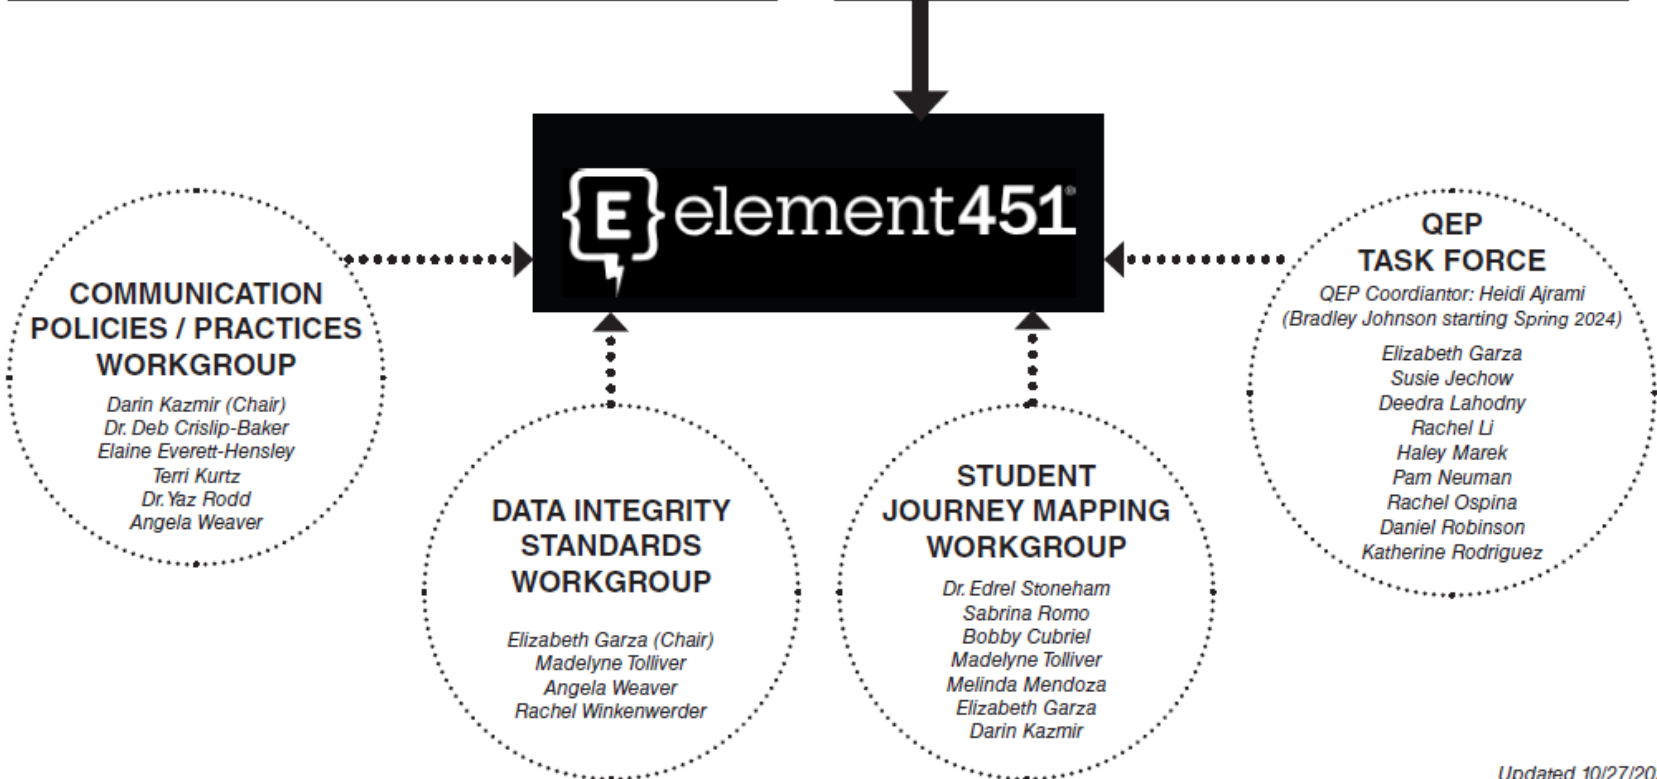 {E} element451®
COMMUNICATION
POLICIES / PRACTICES
WORKGROUP
Darin Kazmir (Chair)
Dr. Deb Crislip-Baker
Elaine Everett-Hensley
Terri Kurtz
Dr. Yaz Rodd
Angela Weaver
DATA INTEGRITY
STANDARDS
WORKGROUP
Elizabeth Garza (Chair)
Madelyne Tolliver
Angela Weaver
Rachel Winkenwerder
STUDENT
JOURNEY MAPPING
WORKGROUP
Dr. Edrel Stoneham
Sabrina Romo
Bobby Cubriel
Madelyne Tolliver
Melinda Mendoza
Elizabeth Garza
Darin Kazmir
QEP
TASK FORCE
QEP Coordiantor: Heidi Ajrami
(Bradley Johnson starting Spring 2024)
Elizabeth Garza
Susie Jechow
Deedra Lahodny
Rachel Li
Haley Marek
Pam Neuman
Rachel Ospina
Daniel Robinson
Katherine Rodriguez
Updated